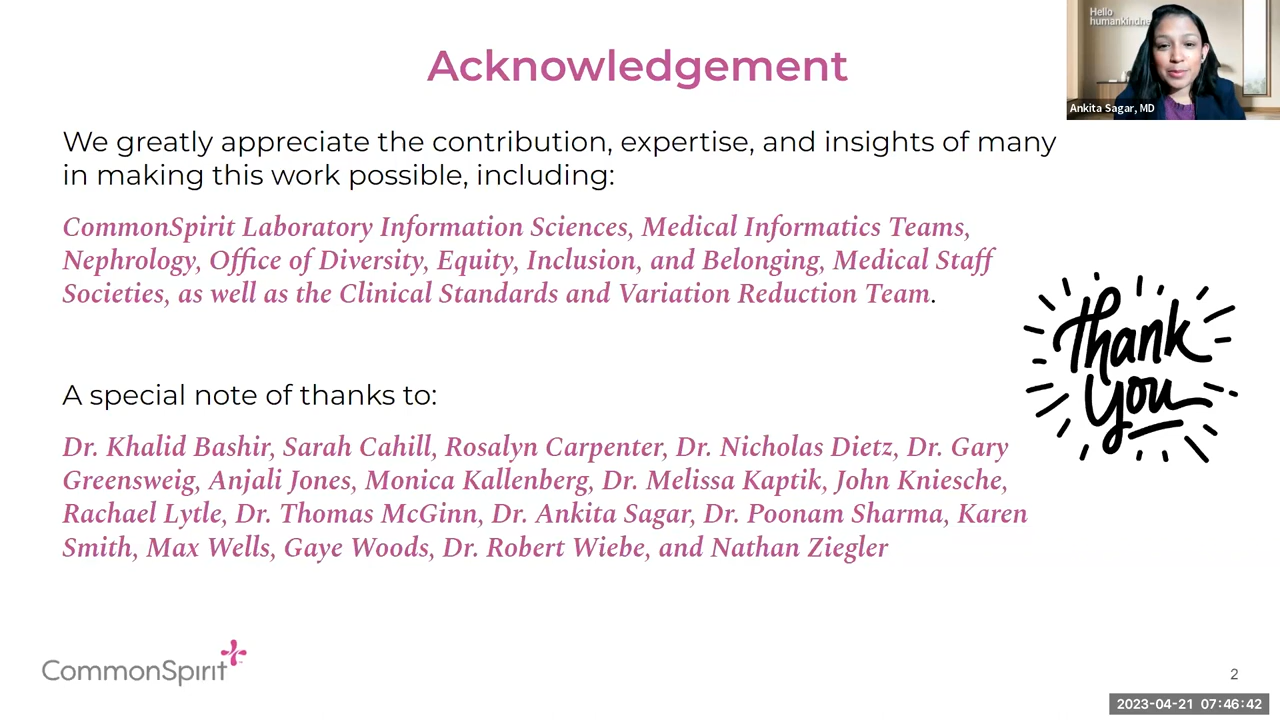 Hello
humankindne
Ankita Sagar, MD
Acknowledgement
We greatly appreciate the contribution, expertise, and insights of many
in making this work possible, including:
CommonSpirit Laboratory Information Sciences, Medical Informatics Teams,
Nephrology, Office of Diversity, Equity, Inclusion, and Belonging, Medical Staff
Societies, as well as the Clinical Standards and Variation Reduction Team.
Thank
you
A special note of thanks to:
Dr. Khalid Bashir, Sarah Cahill, Rosalyn Carpenter, Dr. Nicholas Dietz, Dr. Gary
Greensweig, Anjali Jones, Monica Kallenberg, Dr. Melissa Kaptik, John Kniesche,
Rachael Lytle, Dr. Thomas McGinn, Dr. Ankita Sagar, Dr. Poonam Sharma, Karen
Smith, Max Wells, Gaye Woods, Dr. Robert Wiebe, and Nathan Ziegler
CommonSpirit
2
2023-04-21 07:46:42